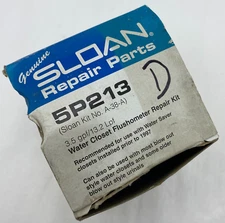 Genuine
SLOAN
Repair Parts
5P213
(Sloan Kit No. A-38-A)
3.5 gpf/13.2 Lpf
Water Closet Flushometer Repair Kit
Recommended for use with Water Saver
closets installed prior to 1997
Can also be used with most blow out
style water closets and some older
blow out style urinals
D